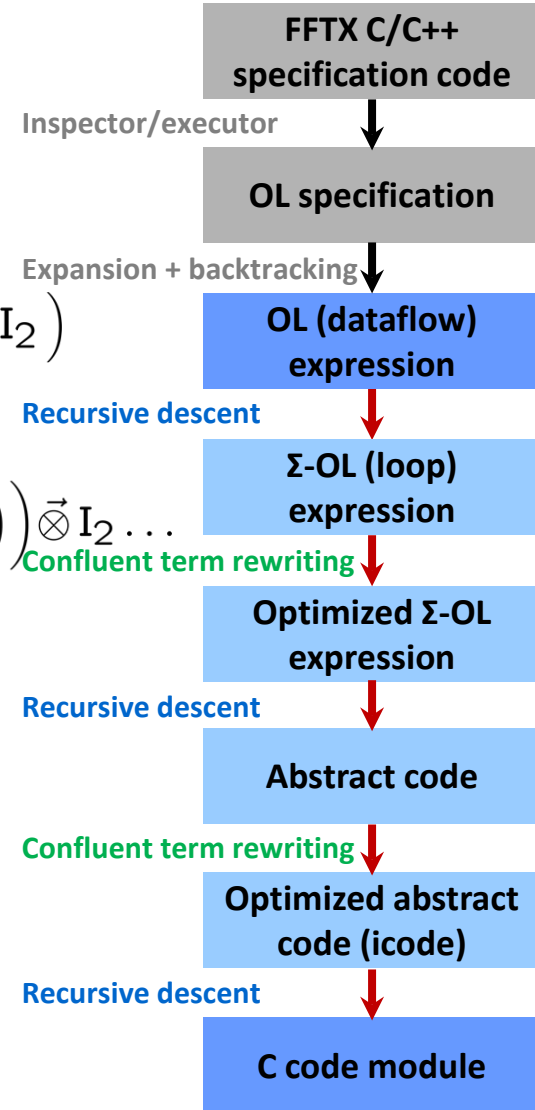 FFTX C/C++
specification code
Inspector/executor
OL specification
Expansion + backtracking
I₂ )
OL (dataflow)
expression
Recursive descent
Σ-OL (loop)
expression
) ) ⊗⃗ I₂ . . .
Confluent term rewriting
Optimized Σ-OL
expression
Recursive descent
Abstract code
Confluent term rewriting
Optimized abstract
code (icode)
Recursive descent
C code module